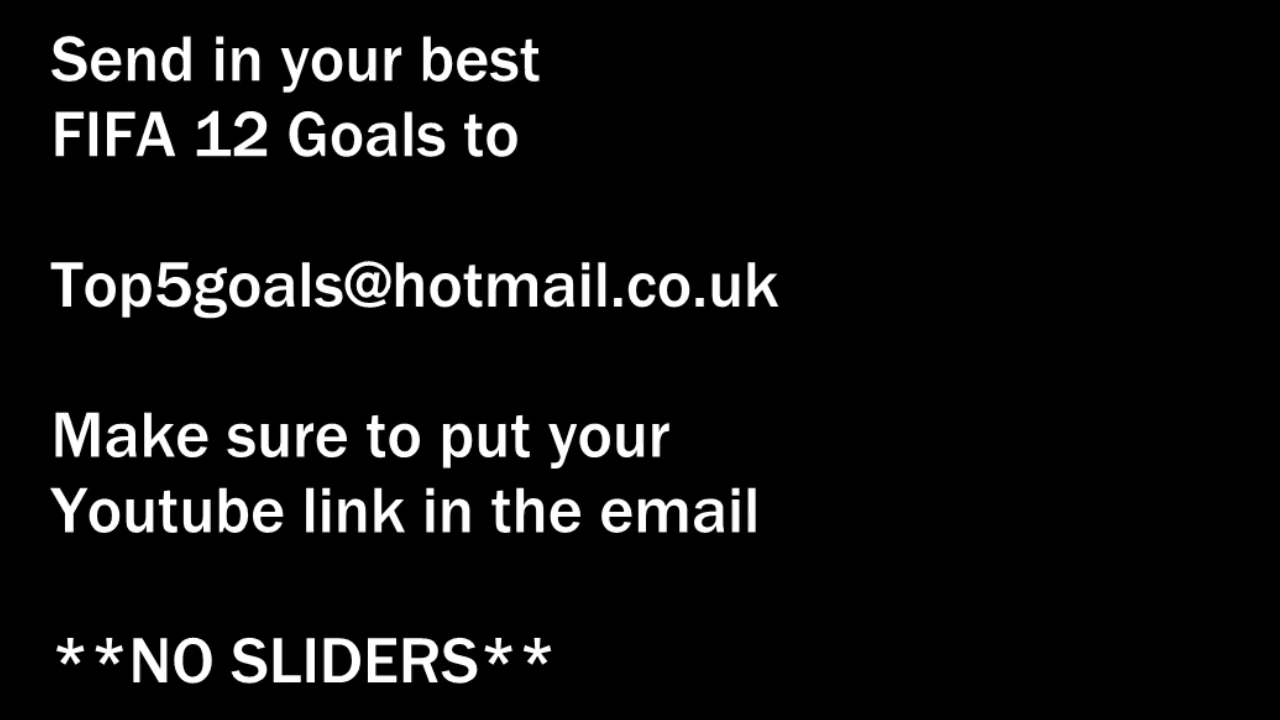 Send in your best
FIFA 12 Goals to
Top5goals@hotmail.co.uk
Make sure to put your
Youtube link in the email
**NO SLIDERS**